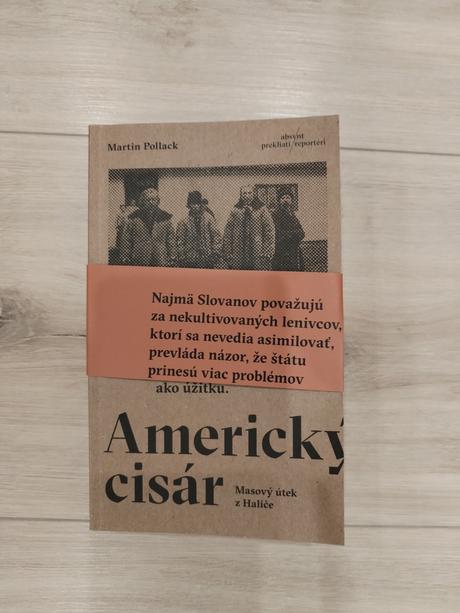 Martin Pollack
absynt
prekliati/reportéri
Najmä Slovanov považujú
za nekultivovaných lenivcov,
ktorí sa nevedia asimilovať,
prevláda názor, že štátu
prinesú viac problémov
ako úžitku.
Americký
cisár
Masový útek
z Haliče